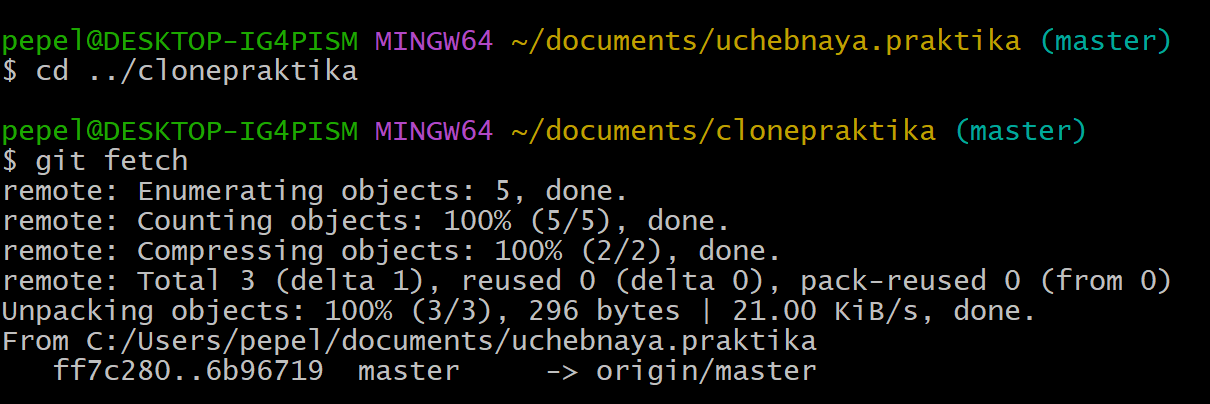 pepel@DESKTOP-IG4PISM MINGW64 ~/documents/uchebnaya.praktika (master)
$ cd ../clonepraktika
pepel@DESKTOP-IG4PISM MINGW64 ~/documents/clonepraktika (master)
$ git fetch
remote: Enumerating objects: 5, done.
remote: Counting objects: 100% (5/5), done.
remote: Compressing objects: 100% (2/2), done.
remote: Total 3 (delta 1), reused 0 (delta 0), pack-reused 0 (from 0)
Unpacking objects: 100% (3/3), 296 bytes | 21.00 KiB/s, done.
From C:/Users/pepel/documents/uchebnaya.praktika
   ff7c280..6b96719  master     -> origin/master